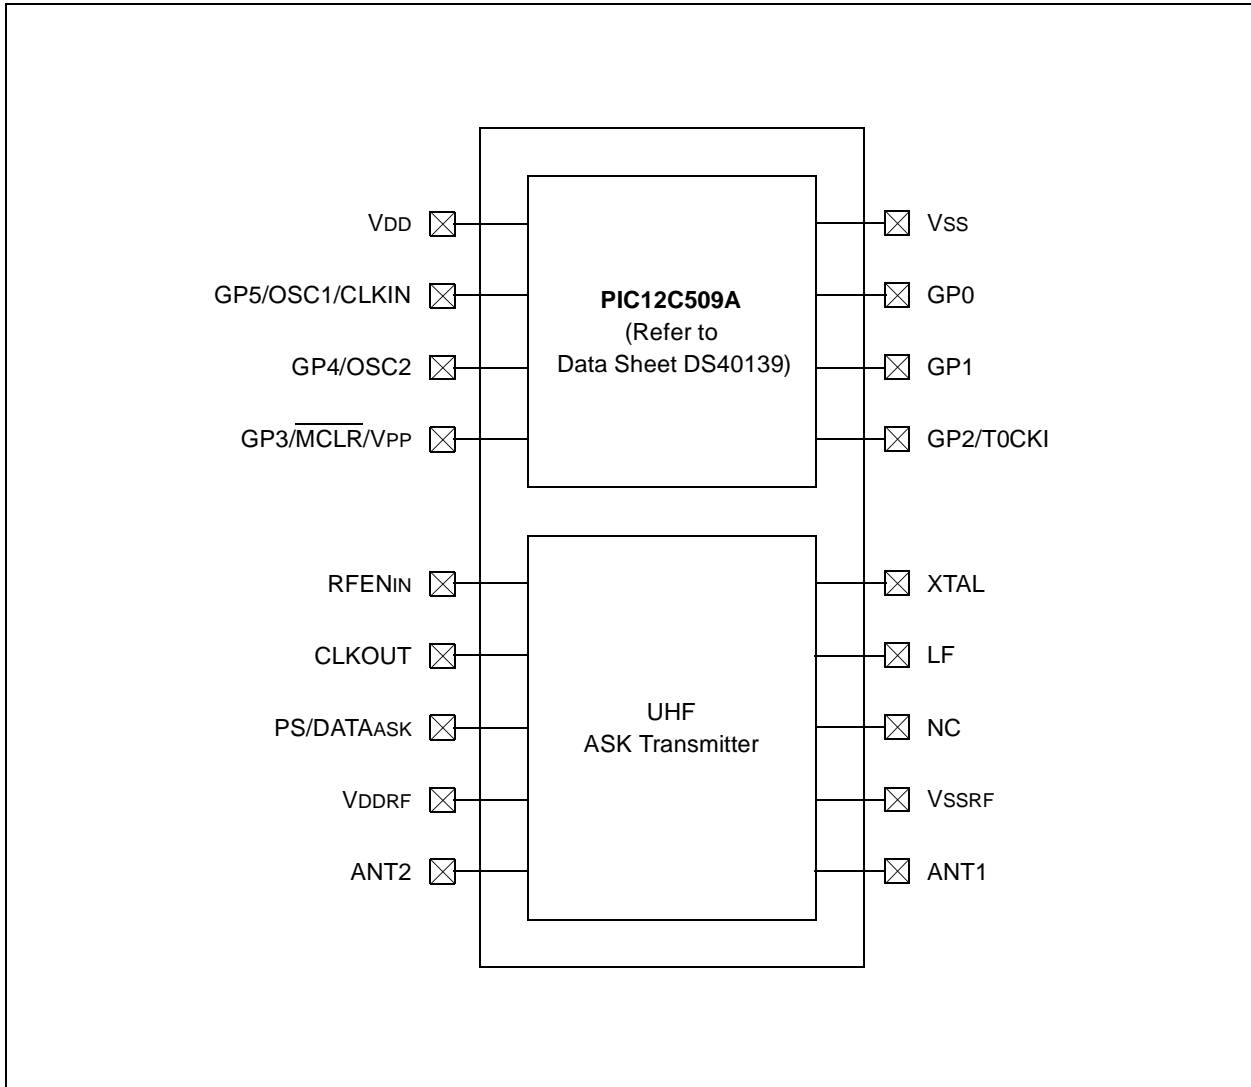 VDD
VSS
GP5/OSC1/CLKIN
PIC12C509A
GP0
(Refer to
GP4/OSC2
Data Sheet DS40139)
GP1
GP3/MCLR/VPP
GP2/T0CKI
RFENIN
XTAL
CLKOUT
LF
UHF
PS/DATAASK
NC
ASK Transmitter
VDDRF
VSSRF
ANT2
ANT1